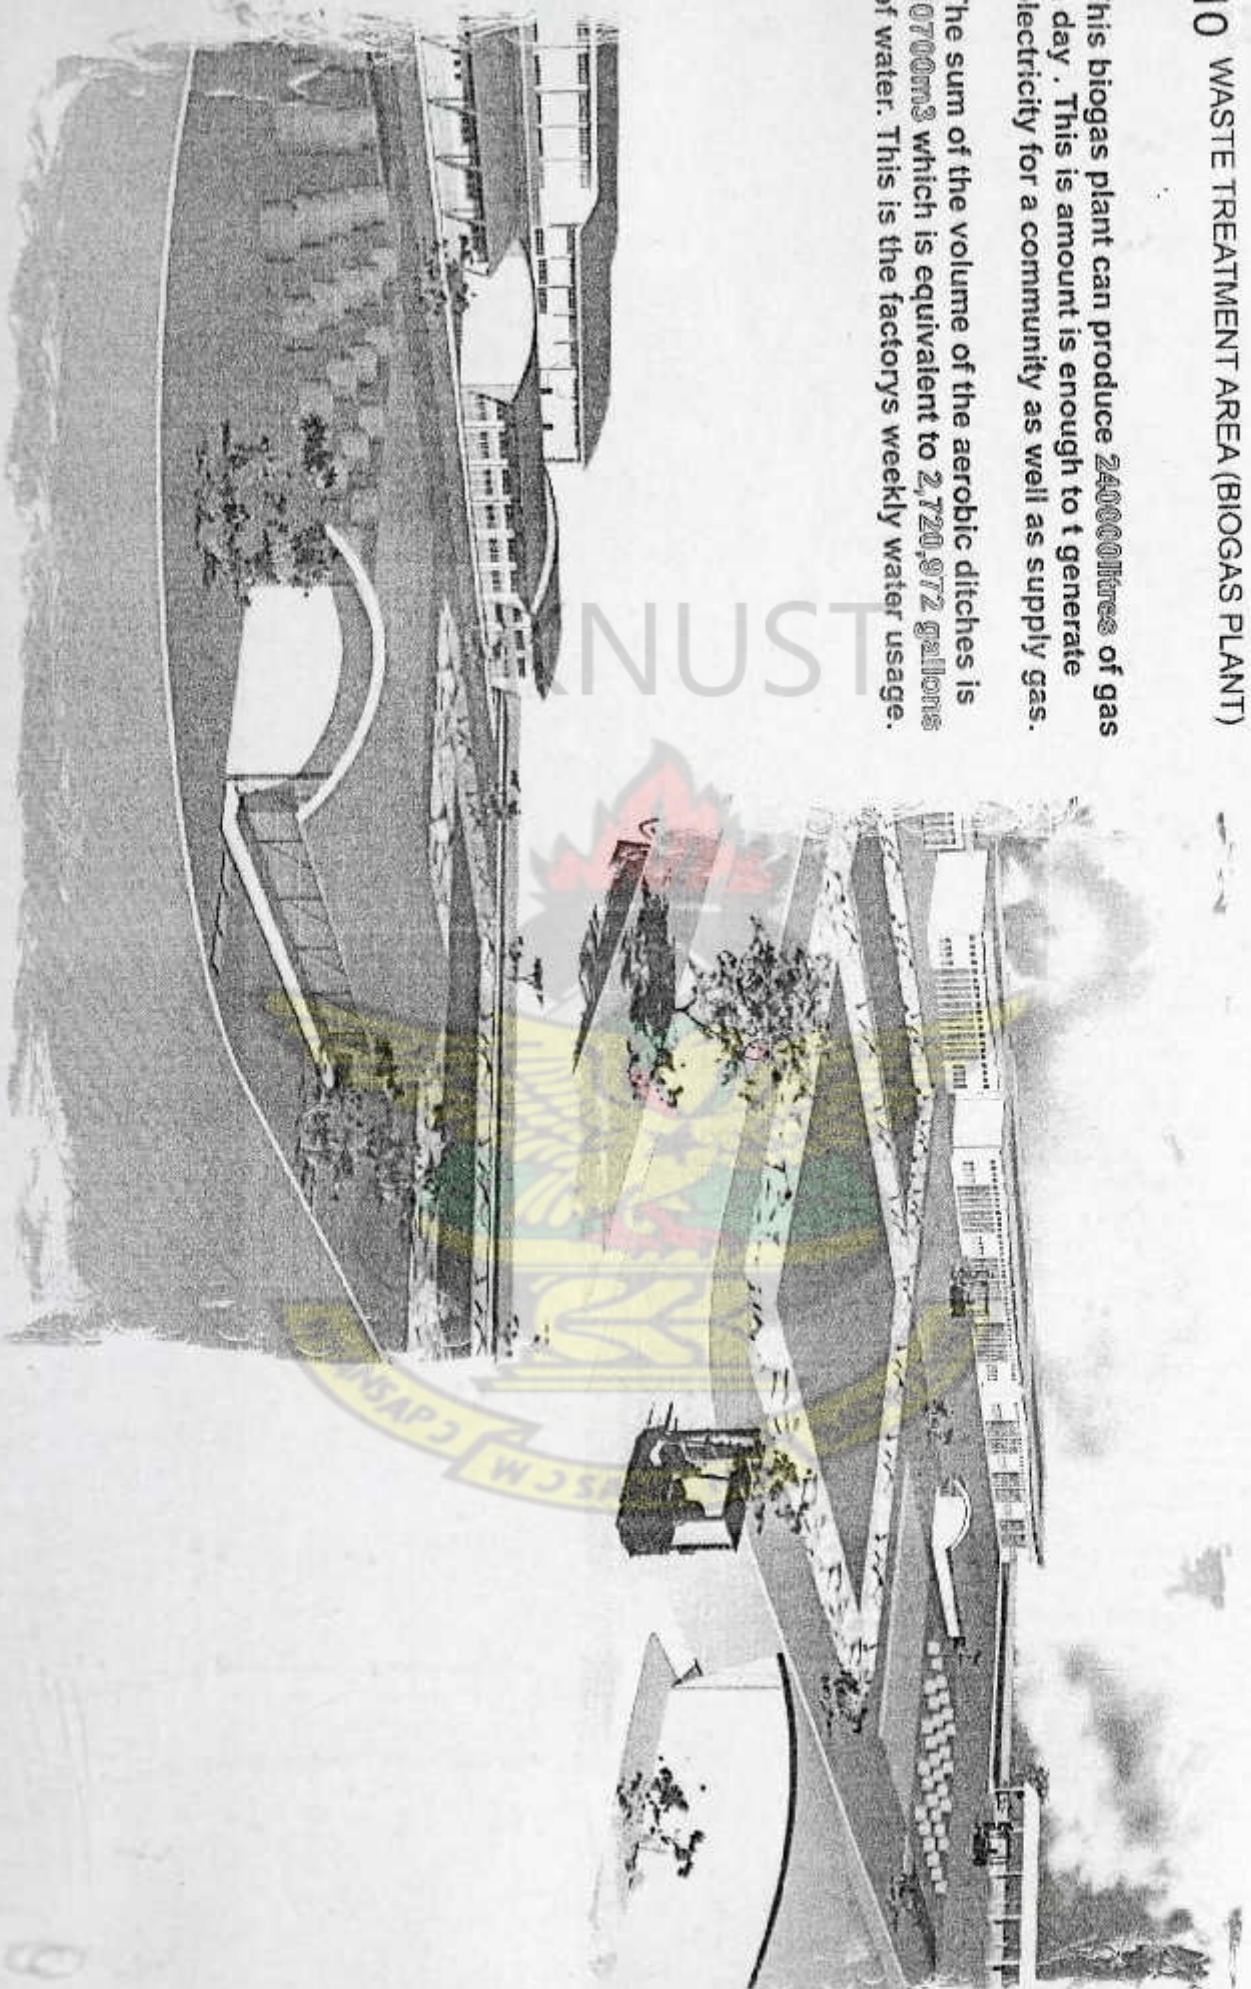 10 WASTE TREATMENT AREA (BIOGAS PLANT)
his biogas plant can produce 240000litres of gas
day . This is amount is enough to t generate
lectricity for a community as well as supply gas.
he sum of the volume of the aerobic ditches is
0700m3 which is equivalent to 2,720,972 gallons
of water. This is the factorys weekly water usage.
KNUST